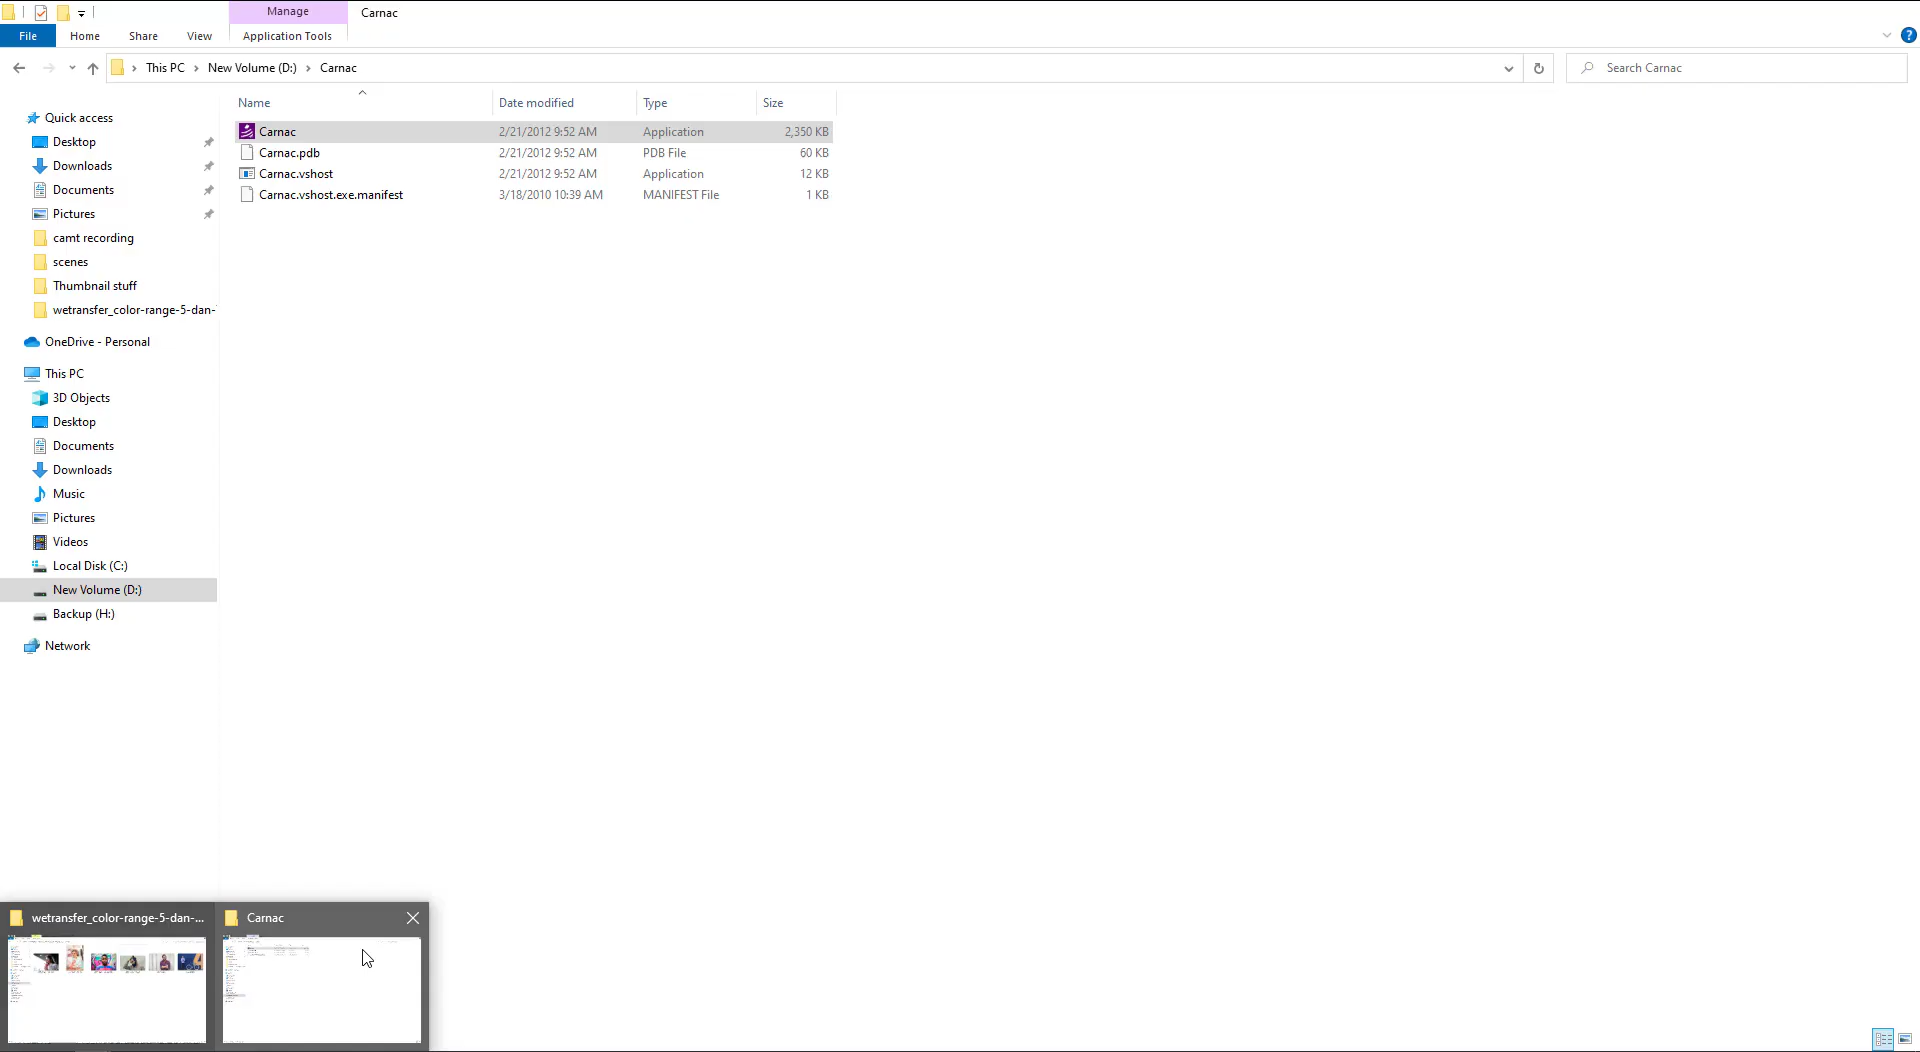 Manage
Carnac
File
Home
Share
View
Application Tools
This PC
New Volume (D:)
Carnac
Search Carnac
Name
Date modified
Type
Size
Carnac 2/21/2012 9:52 AM Application 2,350 KB
Carnac.pdb 2/21/2012 9:52 AM PDB File 60 KB
Carnac.vshost 2/21/2012 9:52 AM Application 12 KB
Carnac.vshost.exe.manifest 3/18/2010 10:39 AM MANIFEST File 1 KB
Quick access
Desktop
Downloads
Documents
Pictures
camt recording
scenes
Thumbnail stuff
wetransfer_color-range-5-dan-
OneDrive - Personal
This PC
3D Objects
Desktop
Documents
Downloads
Music
Pictures
Videos
Local Disk (C:)
New Volume (D:)
Backup (H:)
Network
wetransfer_color-range-5-dan-...
Carnac